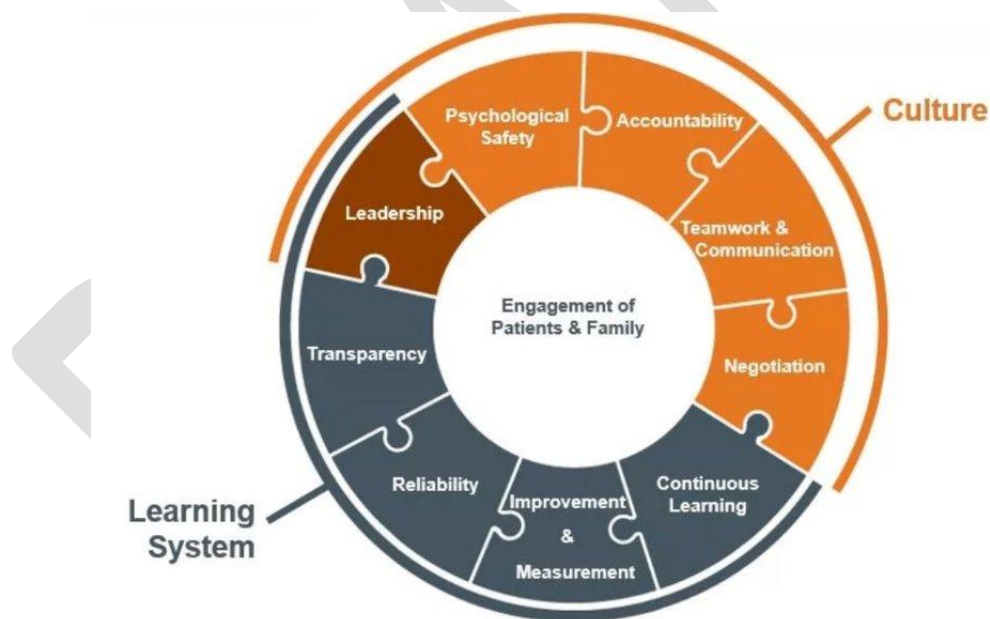 Psychological
Safety
Accountability
Culture
Leadership
Teamwork &
Communication
Engagement of
Patients & Family
Transparency
Negotiation
Reliability
Improvement
&
Measurement
Continuous
Learning
Learning
System